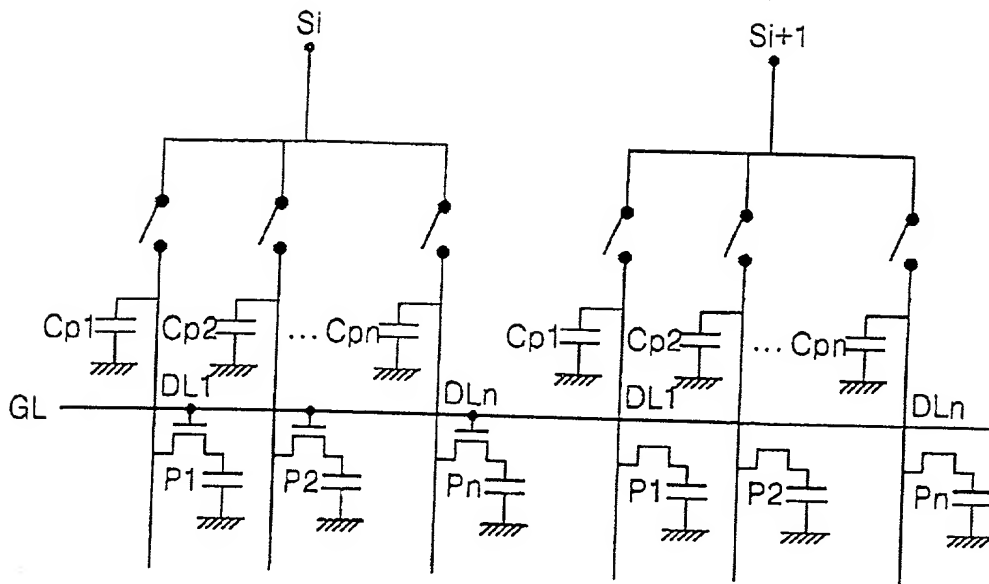 Si
Si+1
Cp1 Cp2 ... Cpn Cp1 Cp2 ... Cpn
GL DL1 DLn DL1 DLn
P1 P2 Pn P1 P2 Pn